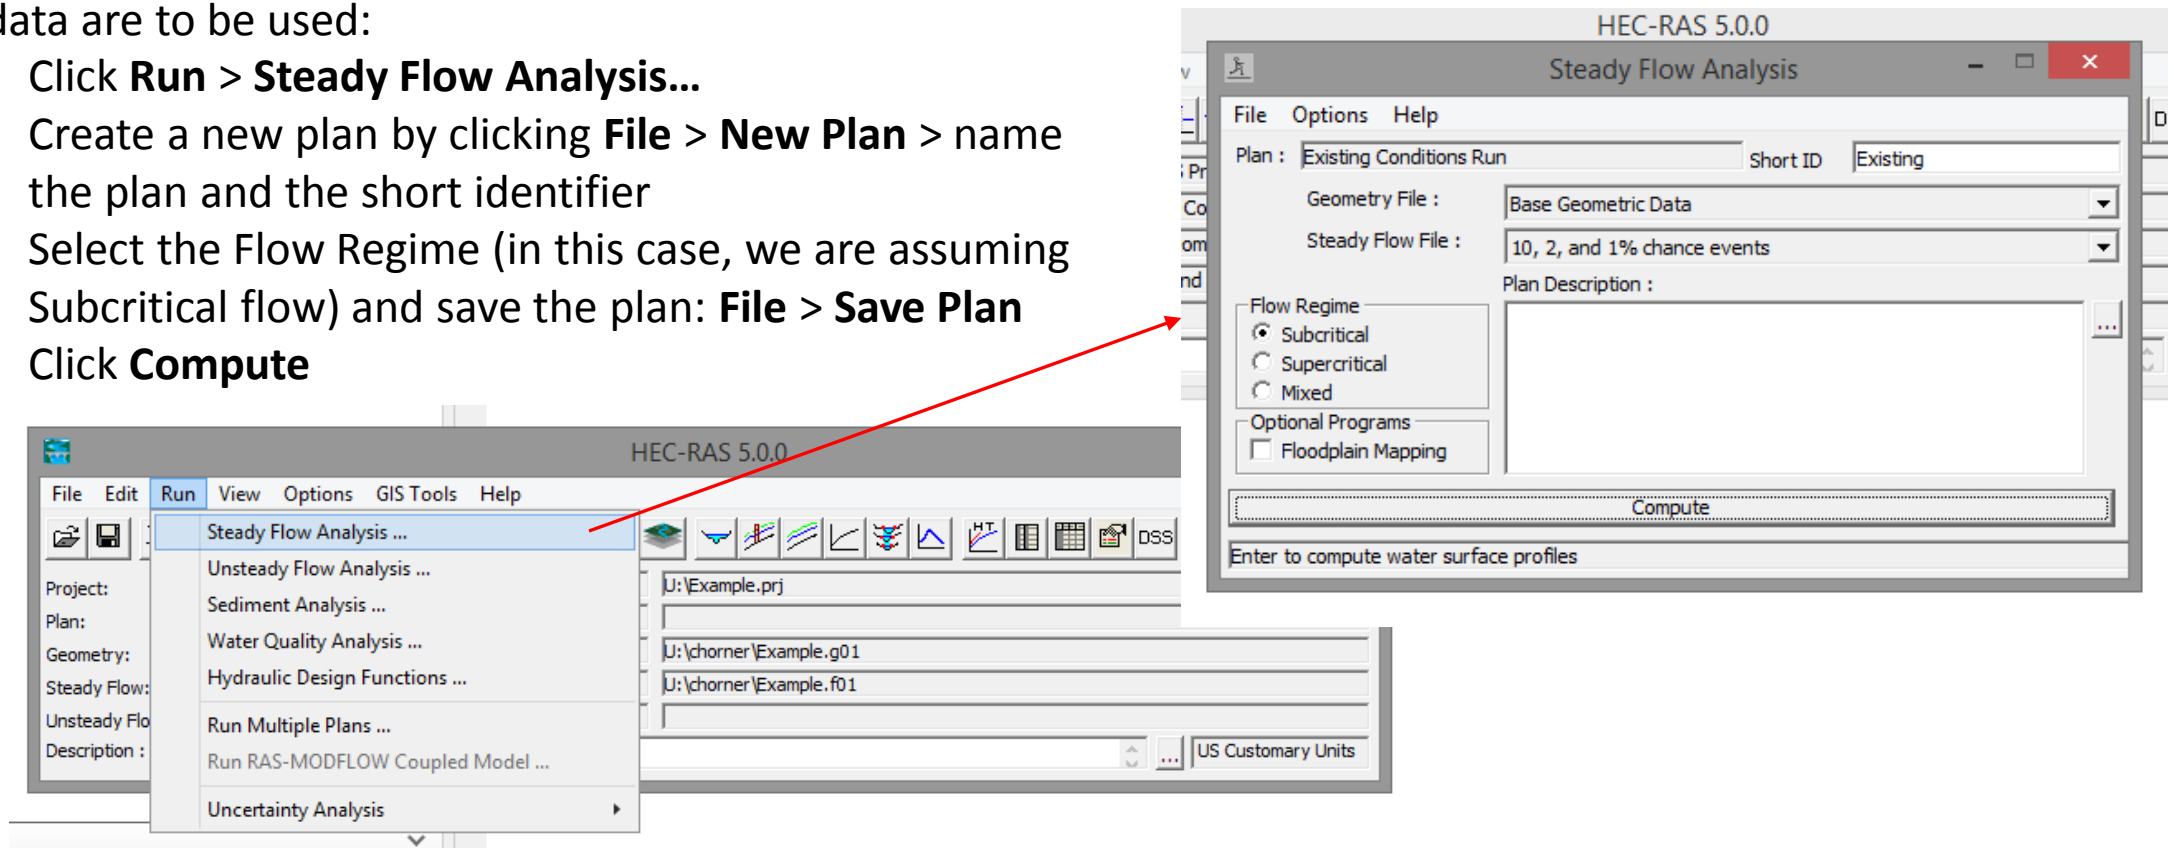 data are to be used:
Click Run > Steady Flow Analysis...
Create a new plan by clicking File > New Plan > name
the plan and the short identifier
Select the Flow Regime (in this case, we are assuming
Subcritical flow) and save the plan: File > Save Plan
Click Compute
HEC-RAS 5.0.0
Steady Flow Analysis
File Options Help
Plan : Existing Conditions Run Short ID Existing
Geometry File : Base Geometric Data
Steady Flow File : 10, 2, and 1% chance events
Plan Description :
...
Flow Regime
Subcritical
Supercritical
Mixed
Optional Programs
Floodplain Mapping
Compute
Enter to compute water surface profiles
HEC-RAS 5.0.0
File Edit Run View Options GIS Tools Help
HT
DSS
Steady Flow Analysis ...
Unsteady Flow Analysis ...
Sediment Analysis ...
Water Quality Analysis ...
Hydraulic Design Functions ...
Run Multiple Plans ...
Run RAS-MODFLOW Coupled Model ...
Uncertainty Analysis
Project: U:\Example.prj
Plan:
Geometry: U:\chorner\Example.g01
Steady Flow: U:\chorner\Example.f01
Unsteady Flo
Description : ... US Customary Units